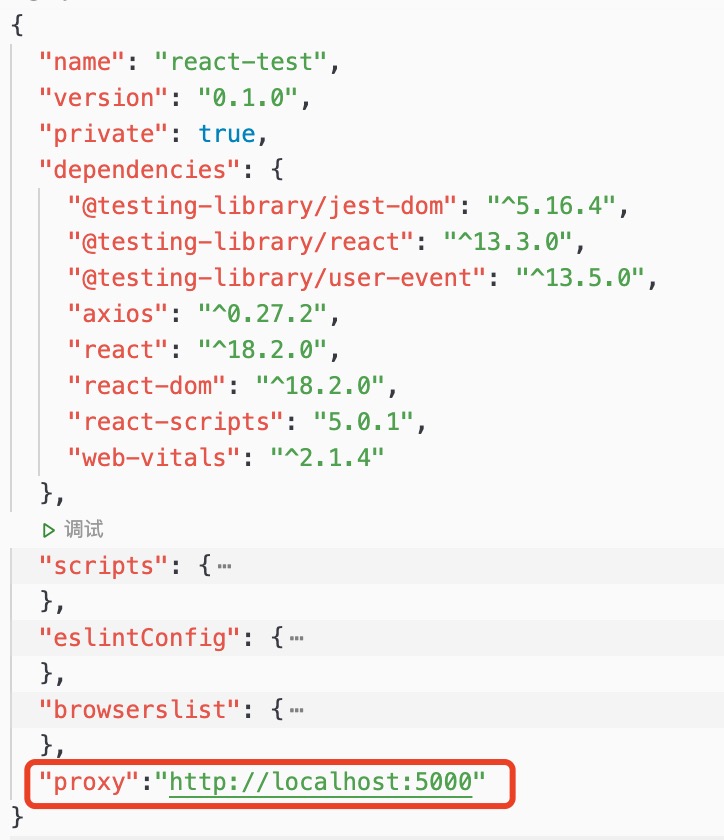 {
"name": "react-test",
"version": "0.1.0",
"private": true,
"dependencies": {
"@testing-library/jest-dom": "^5.16.4",
"@testing-library/react": "^13.3.0",
"@testing-library/user-event": "^13.5.0",
"axios": "^0.27.2",
"react": "^18.2.0",
"react-dom": "^18.2.0",
"react-scripts": "5.0.1",
"web-vitals": "^2.1.4"
},
调试
"scripts": {⋯
},
"eslintConfig": {⋯
},
"browserslist": {⋯
},
"proxy":"http://localhost:5000"
}